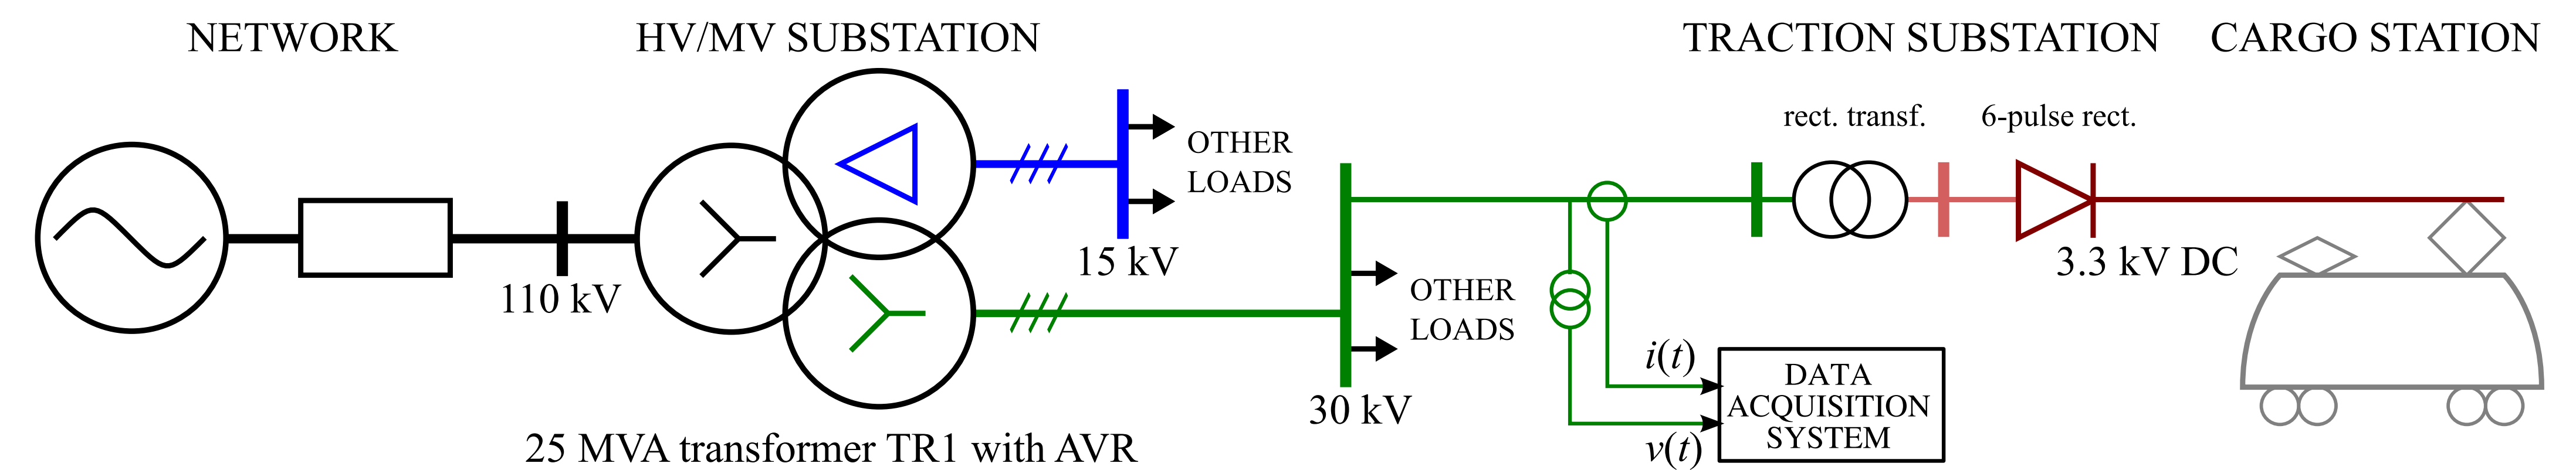 NETWORK
HV/MV SUBSTATION
TRACTION SUBSTATION
CARGO STATION
rect. transf.
6-pulse rect.
OTHER
LOADS
15 kV
110 kV
3.3 kV DC
OTHER
LOADS
30 kV
i(t)
v(t)
DATA
ACQUISITION
SYSTEM
25 MVA transformer TR1 with AVR